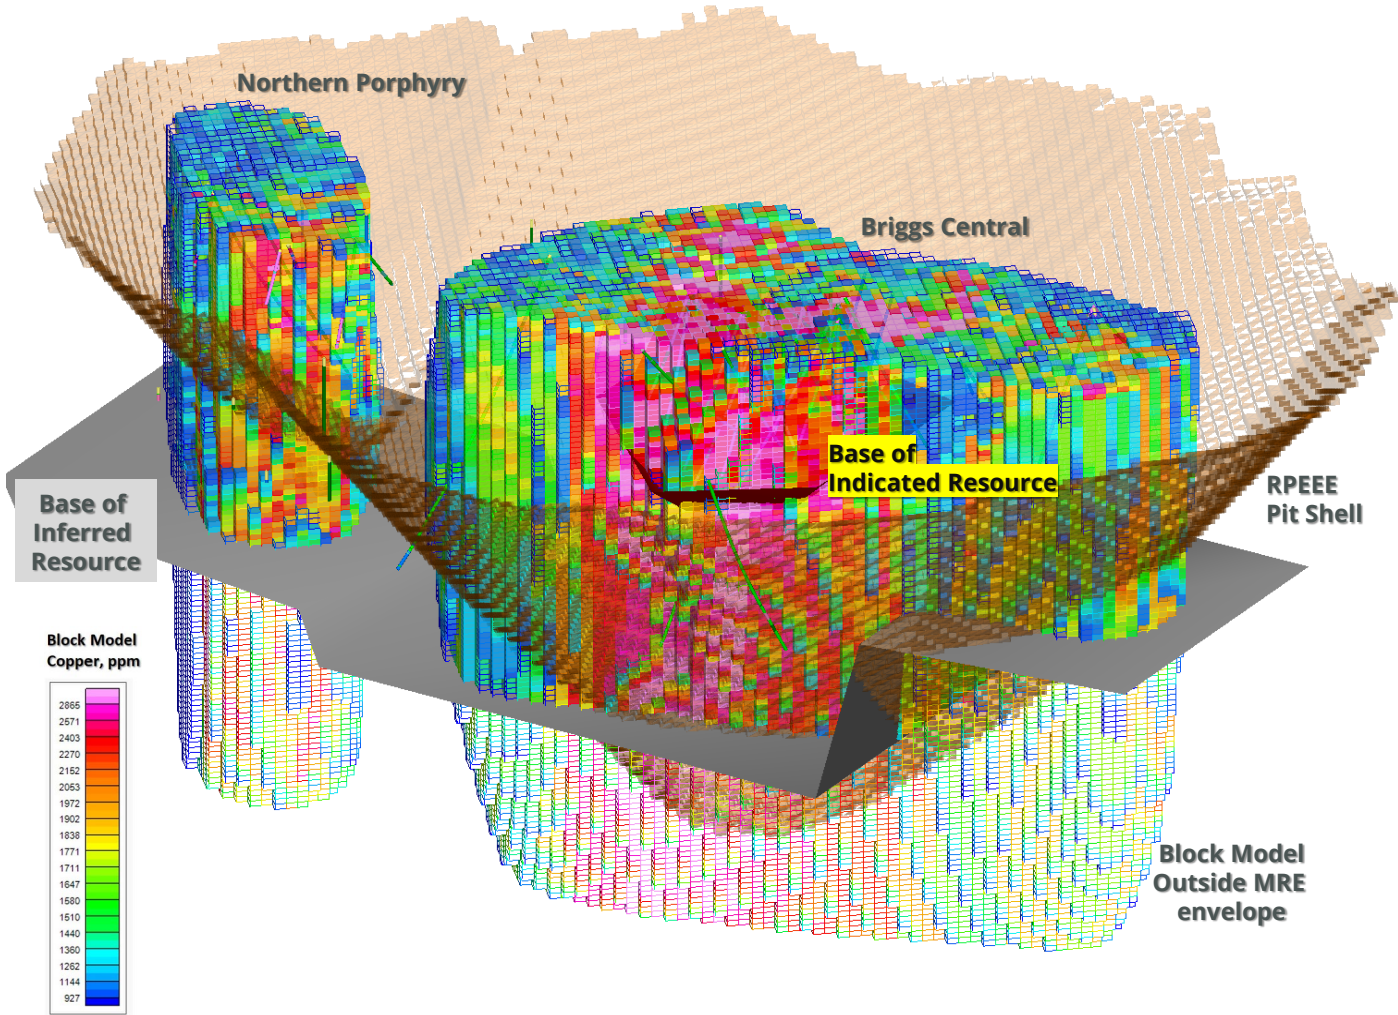 Northern Porphyry
Briggs Central
Base of
Indicated Resource
RPEEE
Pit Shell
Base of
Inferred
Resource
Block Model
Copper, ppm
2865
2571
2403
2270
2152
2053
1972
1902
1838
1771
1711
1647
1680
1510
1440
1360
1262
1144
927
Block Model
Outside MRE
envelope